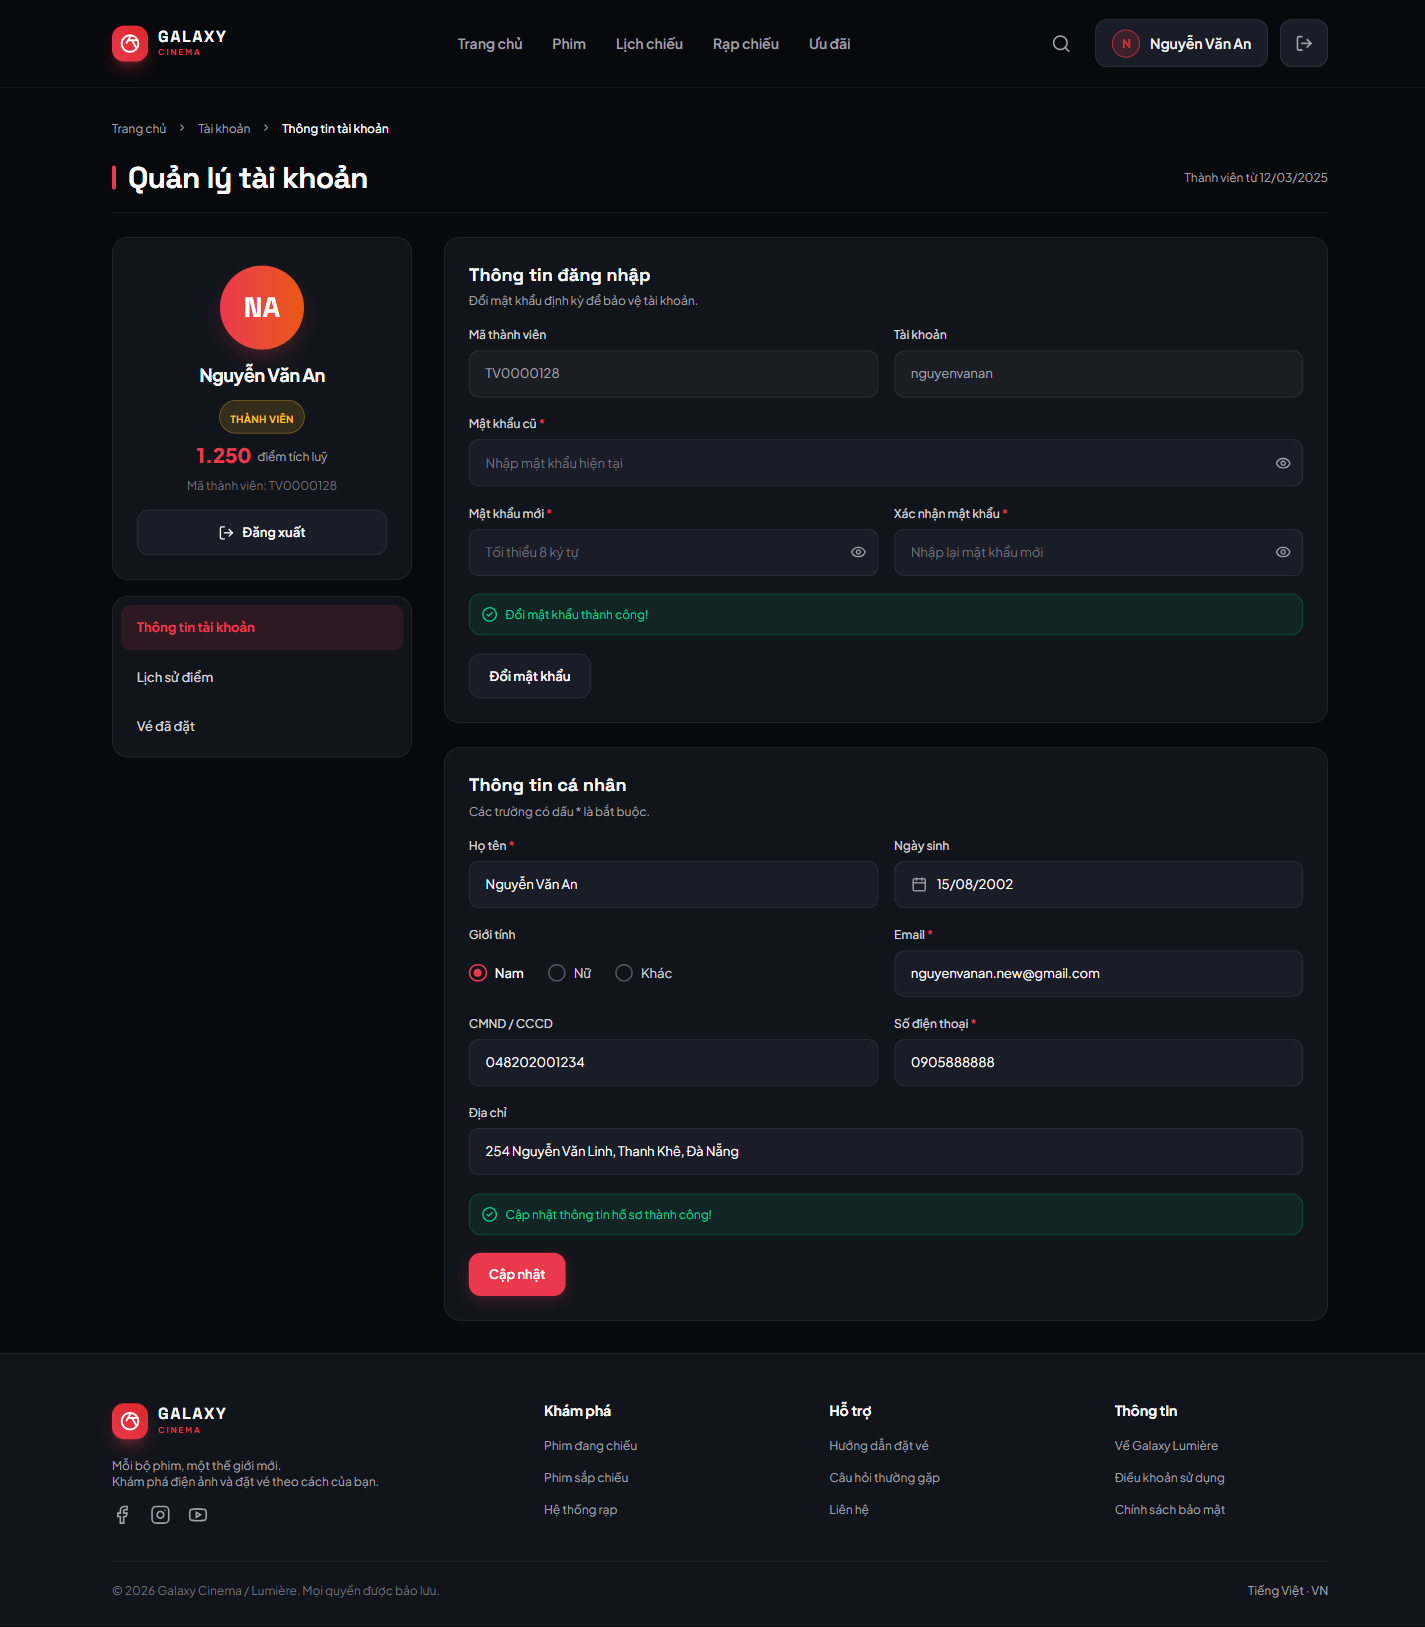 GALAXY
CINEMA
Trang chủ
Phim
Lịch chiếu
Rạp chiếu
Ưu đãi
N
Nguyễn Văn An
Trang chủ
Tài khoản
Thông tin tài khoản
Quản lý tài khoản
Thành viên từ 12/03/2025
NA
Nguyễn Văn An
THÀNH VIÊN
1.250 điểm tích luỹ
Mã thành viên: TV0000128
Đăng xuất
Thông tin tài khoản
Lịch sử điểm
Vé đã đặt
Thông tin đăng nhập
Đổi mật khẩu định kỳ để bảo vệ tài khoản.
Mã thành viên
Tài khoản
TV0000128
nguyenvanan
Mật khẩu cũ *
Nhập mật khẩu hiện tại
Mật khẩu mới *
Xác nhận mật khẩu *
Tối thiểu 8 ký tự
Nhập lại mật khẩu mới
Đổi mật khẩu thành công!
Đổi mật khẩu
Thông tin cá nhân
Các trường có dấu * là bắt buộc.
Họ tên *
Ngày sinh
Nguyễn Văn An
15/08/2002
Giới tính
Email *
Nam
Nữ
Khác
nguyenvanan.new@gmail.com
CMND / CCCD
Số điện thoại *
048202001234
0905888888
Địa chỉ
254 Nguyễn Văn Linh, Thanh Khê, Đà Nẵng
Cập nhật thông tin hồ sơ thành công!
Cập nhật
GALAXY
CINEMA
Mỗi bộ phim, một thế giới mới.
Khám phá điện ảnh và đặt vé theo cách của bạn.
Khám phá
Phim đang chiếu
Phim sắp chiếu
Hệ thống rạp
Hỗ trợ
Hướng dẫn đặt vé
Câu hỏi thường gặp
Liên hệ
Thông tin
Về Galaxy Lumière
Điều khoản sử dụng
Chính sách bảo mật
© 2026 Galaxy Cinema / Lumière. Mọi quyền được bảo lưu.
Tiếng Việt · VN